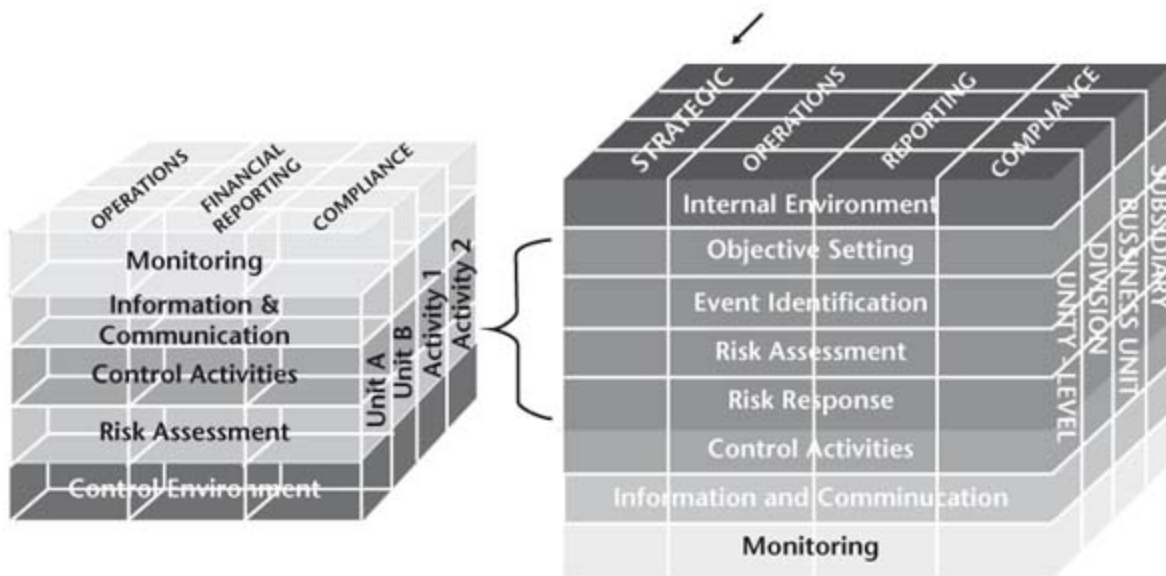 OPERATIONS
FINANCIAL
REPORTING
COMPLIANCE
Monitoring
Information &
Communication
Control Activities
Risk Assessment
Control Environment
Unit A
Unit B
Activity 1
Activity 2
STRATEGIC
OPERATIONS
REPORTING
COMPLIANCE
Internal Environment
Objective Setting
Event Identification
Risk Assessment
Risk Response
Control Activities
Information and Comminucation
Monitoring
UNITY -LEVEL
DIVISION
BUSSINESS UNIT
SUBSIDIARY